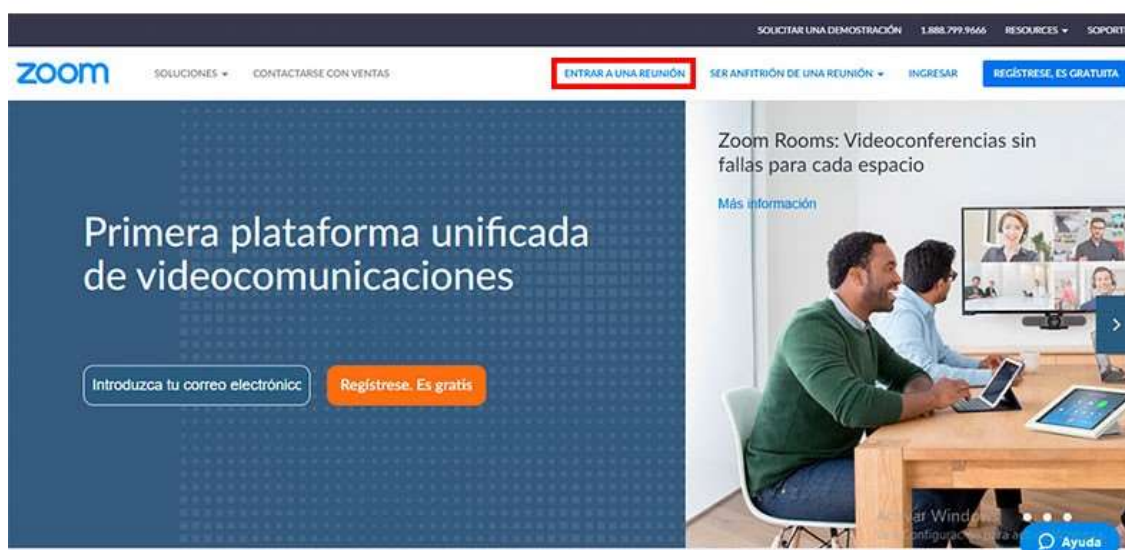 SOLICITAR UNA DEMOSTRACIÓN 1.888.799.9666 RESOURCES SOPORT
zoom SOLUCIONES CONTACTARSE CON VENTAS ENTRAR A UNA REUNIÓN SER ANFITRIÓN DE UNA REUNIÓN INGRESAR REGÍSTRESE, ES GRATUITA
Zoom Rooms: Videoconferencias sin
fallas para cada espacio
Más información
Primera plataforma unificada
de videocomunicaciones
Introduzca tu correo electrónicc Regístrese. Es gratis
Windows
Ayuda